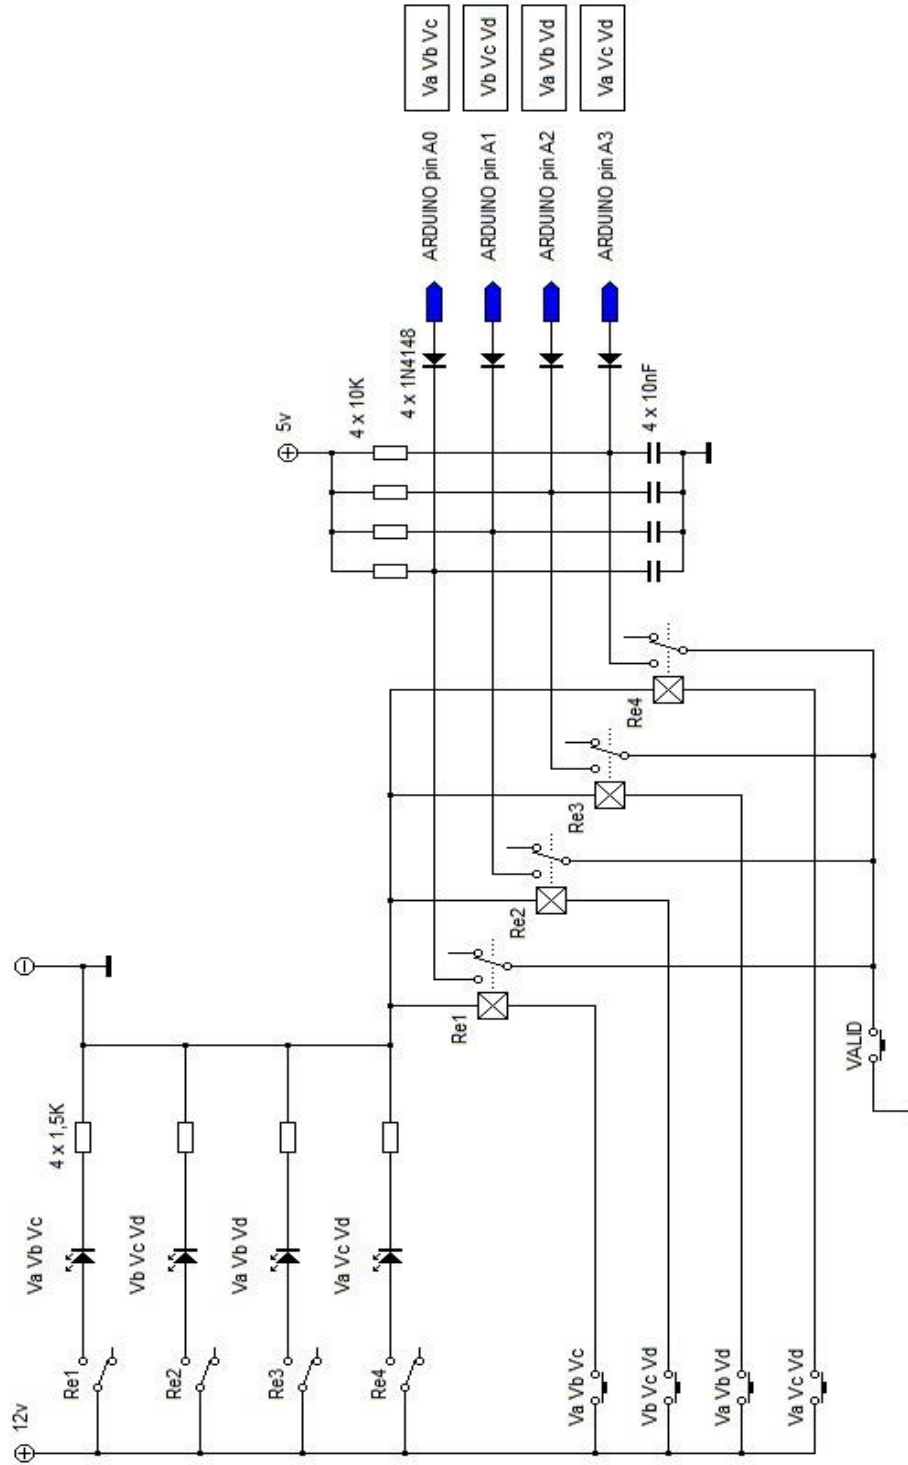 12v
Re1
Va Vb Vc
4 x 1,5K
Re2
Vb Vc Vd
Re3
Va Vb Vd
Re4
Va Vc Vd
Va Vb Vc
Vb Vc Vd
Va Vb Vd
Va Vc Vd
VALID
Re1
Re2
Re3
Re4
5v
4 x 10K
4 x 1N4148
4 x 10nF
ARDUINO pin A0
Va Vb Vc
ARDUINO pin A1
Vb Vc Vd
ARDUINO pin A2
Va Vb Vd
ARDUINO pin A3
Va Vc Vd